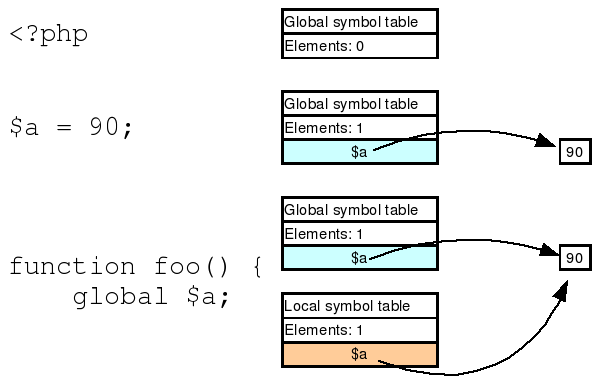 <?php
Global symbol table
Elements: 0
$a = 90;
Global symbol table
Elements: 1
$a
90
Global symbol table
Elements: 1
$a
90
function foo() {
    global $a;
Local symbol table
Elements: 1
$a